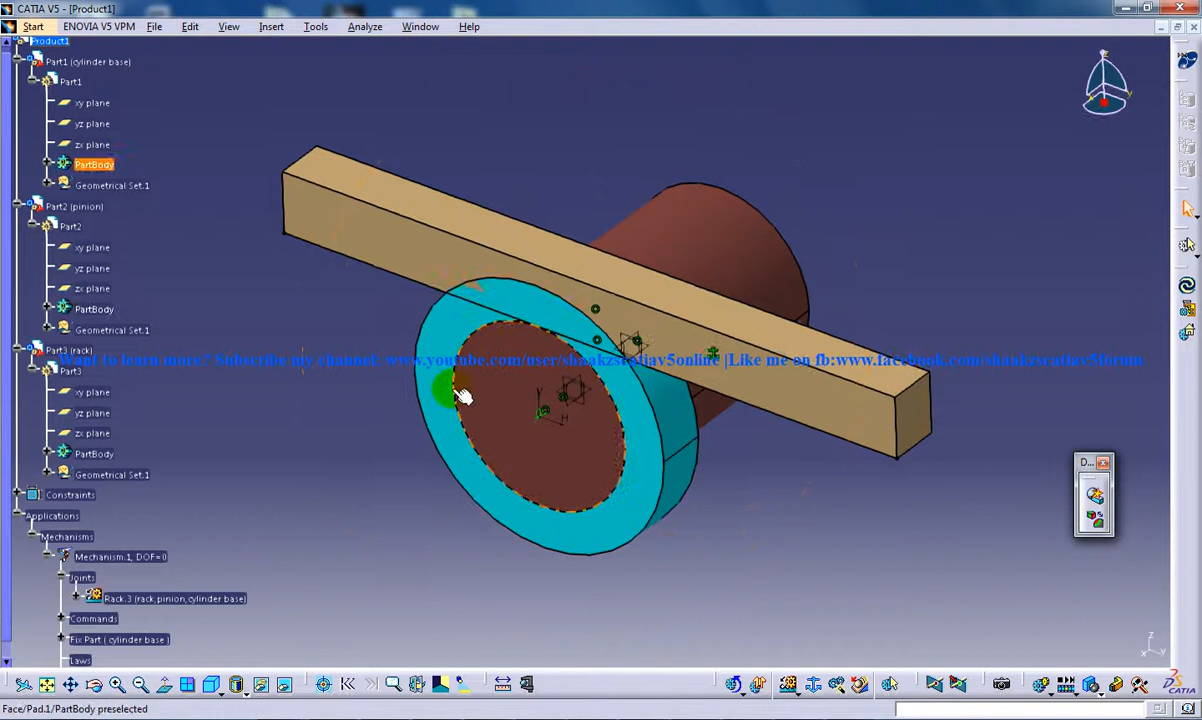 CATIA V5 - [Product1]
Start ENOVIA V5 VPM File Edit View Insert Tools Analyze Window Help
Product1
Part1 (cylinder base)
Part1
xy plane
yz plane
zx plane
PartBody
Geometrical Set.1
Part2 (pinion)
Part2
xy plane
yz plane
zx plane
PartBody
Geometrical Set.1
Part3 (rack)
Want to learn more? Subscribe my channel: www.youtube.com/user/shaakzscatiav5online |Like me on fb:www.facebook.com/shaakzscatiav5forum
Part3
xy plane
yz plane
zx plane
PartBody
Geometrical Set.1
Constraints
Applications
Mechanisms
Mechanism.1, DOF=0
Joints
Rack.3 (rack,pinion,cylinder base)
Commands
Fix Part ( cylinder base )
Laws
Y
H
D...
z
y
CATIA
Face/Pad.1/PartBody preselected